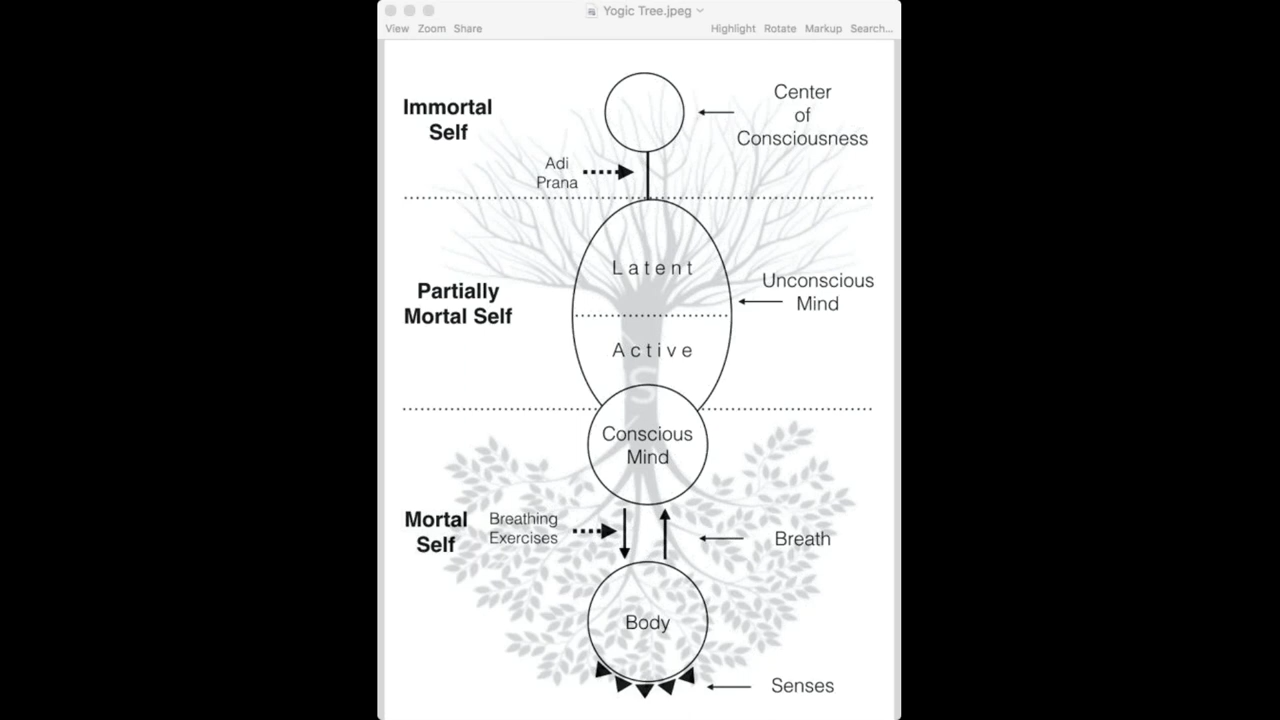 Yogic Tree.jpeg
View Zoom Share Highlight Rotate Markup Search...
Immortal
Self
Center
of
Consciousness
Adi
Prana
Latent
Partially
Mortal Self
Unconscious
Mind
Active
Conscious
Mind
Mortal
Self
Breathing
Exercises
Breath
Body
Senses